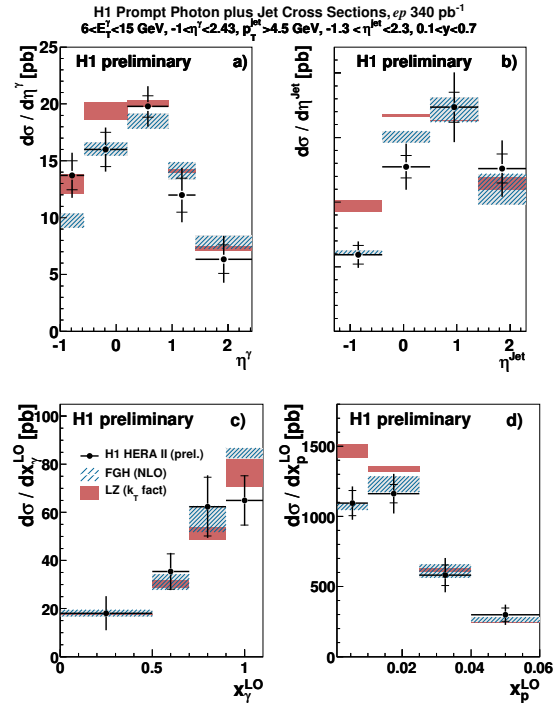 H1 Prompt Photon plus Jet Cross Sections, ep 340 pb⁻¹
6<E_T^γ<15 GeV, -1<η^γ<2.43, p_T^jet>4.5 GeV, -1.3<η^jet<2.3, 0.1<y<0.7
H1 preliminary a)
dσ / dη^γ [pb]
25
20
15
10
5
0
-1 0 1 2
η^γ
H1 preliminary b)
dσ / dη^Jet [pb]
-1 0 1 2
η^Jet
H1 preliminary c)
H1 HERA II (prel.)
FGH (NLO)
LZ (k_T fact)
dσ / dx_γ^LO [pb]
100
80
60
40
20
0
0 0.5 1
x_γ^LO
H1 preliminary d)
dσ / dx_p^LO [pb]
1500
1000
500
0
0.02 0.04 0.06
x_p^LO